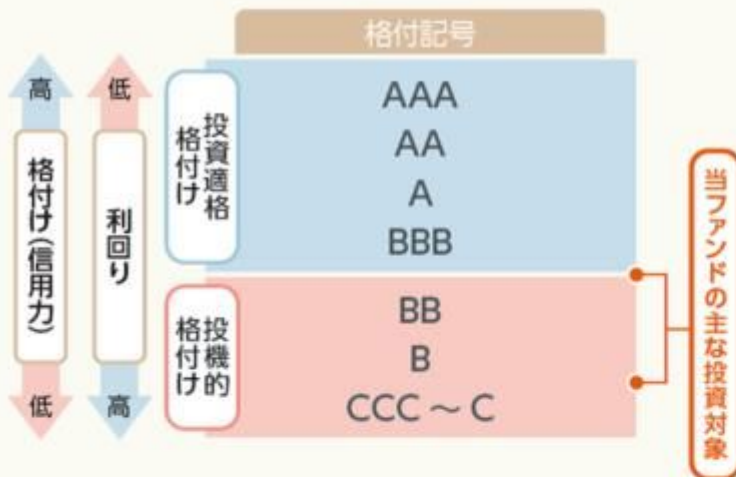 格付記号
高
低
格付け(信用力)
利回り
低
高
投資適格
格付け
AAA
AA
A
BBB
投機的
格付け
BB
B
CCC ~ C
当ファンドの主な投資対象